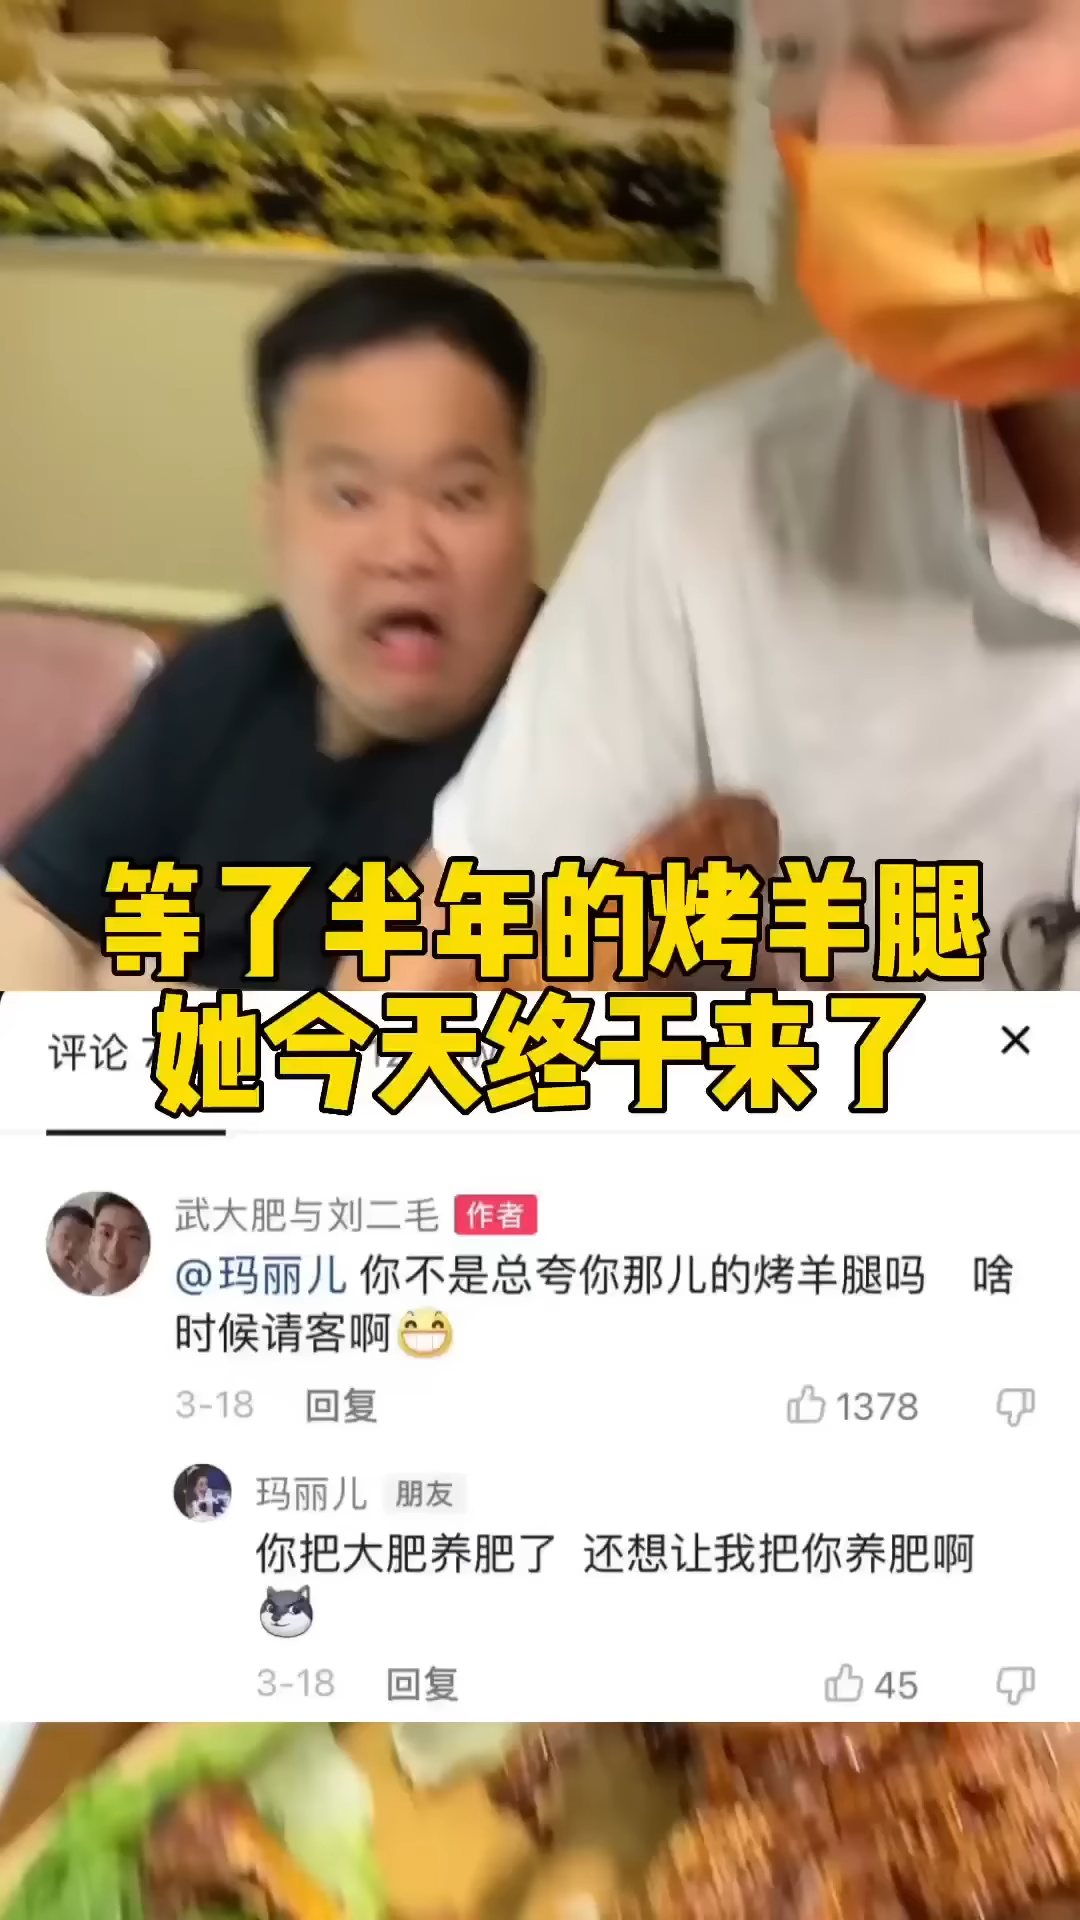 等了半年的烤羊腿
她今天终于来了
评论
武大肥与刘二毛 作者
@玛丽儿 你不是总夸你那儿的烤羊腿吗 啥
时候请客啊
3-18 回复 1378
玛丽儿 朋友
你把大肥养肥了 还想让我把你养肥啊
3-18 回复 45